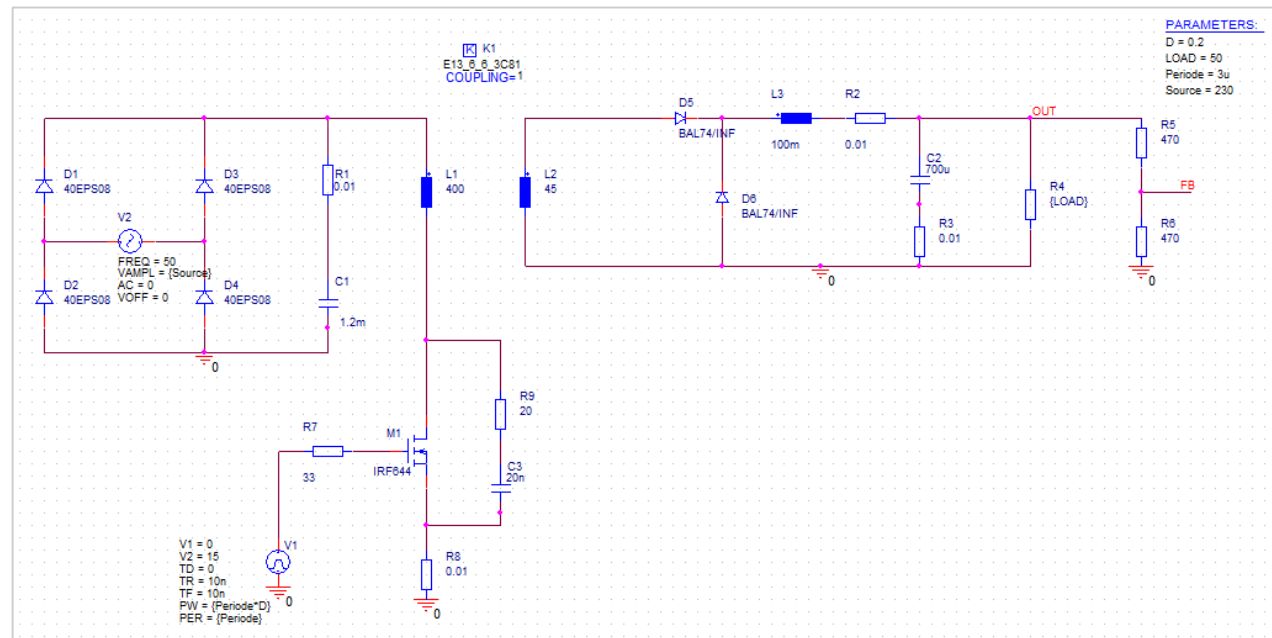 PARAMETERS:
D = 0.2
LOAD = 50
Periode = 3u
Source = 230
K K1
E13_6_6_3C81
COUPLING=1
D5
BAL74/INF
L3
100m
R2
0.01
OUT
R5
470
D1
40EPS08
D3
40EPS08
R1
0.01
L1
400
L2
45
D6
BAL74/INF
C2
700u
R4
{LOAD}
FB
V2
FREQ = 50
VAMPL = {Source}
AC = 0
VOFF = 0
R3
0.01
R6
470
D2
40EPS08
D4
40EPS08
C1
1.2m
0
0
0
R9
20
R7
33
M1
IRF644
C3
20n
V1 = 0
V2 = 15
TD = 0
TR = 10n
TF = 10n
PW = {Periode*D}
PER = {Periode}
V1
0
R8
0.01
0